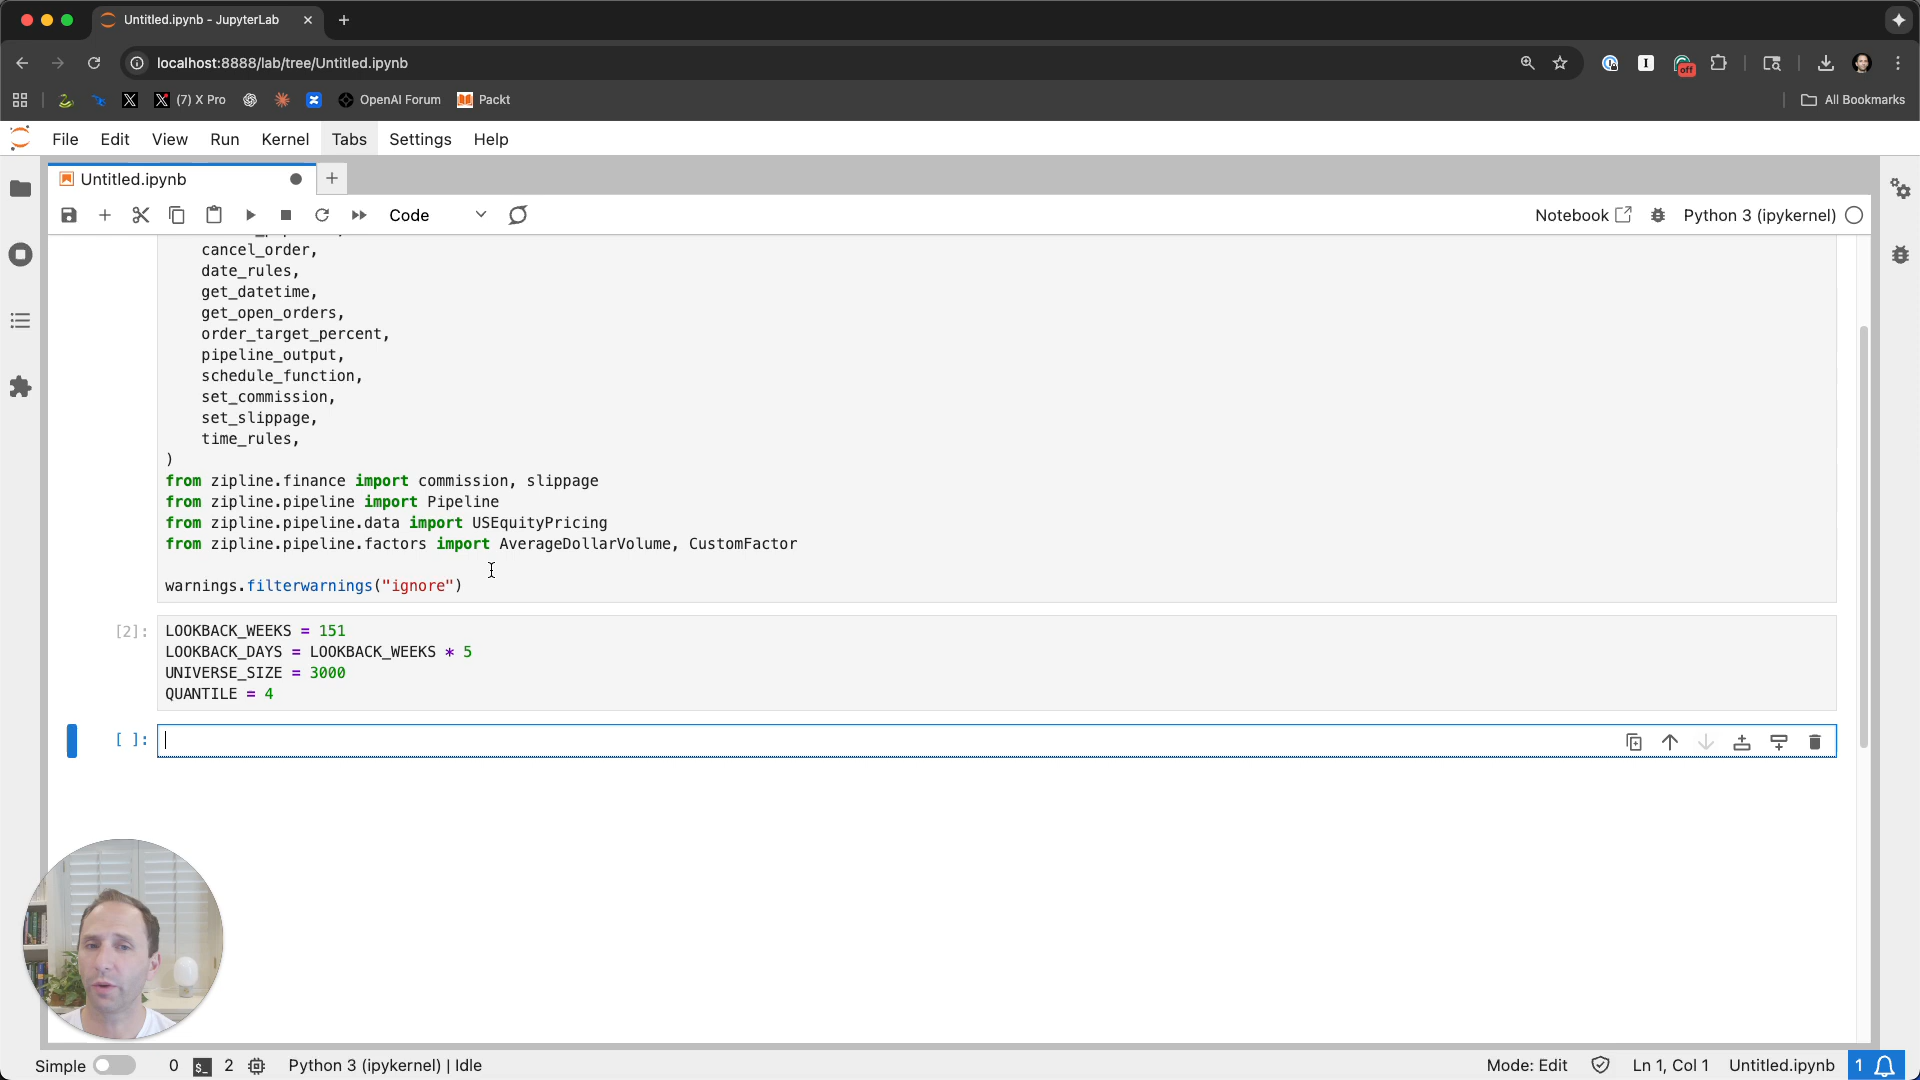 Untitled.ipynb - JupyterLab
localhost:8888/lab/tree/Untitled.ipynb
off
(7) X Pro
OpenAI Forum
Packt
All Bookmarks
File Edit View Run Kernel Tabs Settings Help
Untitled.ipynb
Code
Notebook
Python 3 (ipykernel)
cancel_order,
date_rules,
get_datetime,
get_open_orders,
order_target_percent,
pipeline_output,
schedule_function,
set_commission,
set_slippage,
time_rules,
)
from zipline.finance import commission, slippage
from zipline.pipeline import Pipeline
from zipline.pipeline.data import USEquityPricing
from zipline.pipeline.factors import AverageDollarVolume, CustomFactor
warnings.filterwarnings("ignore")
[2]:
LOOKBACK_WEEKS = 151
LOOKBACK_DAYS = LOOKBACK_WEEKS * 5
UNIVERSE_SIZE = 3000
QUANTILE = 4
[ ]:
Simple 0 $_ 2 Python 3 (ipykernel) | Idle
Mode: Edit Ln 1, Col 1 Untitled.ipynb 1